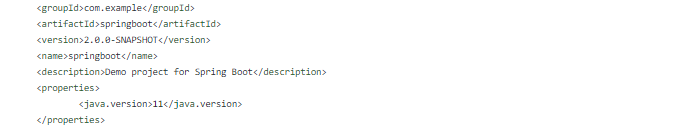 <groupId>com.example</groupId>
<artifactId>springboot</artifactId>
<version>2.0.0-SNAPSHOT</version>
<name>springboot</name>
<description>Demo project for Spring Boot</description>
<properties>
<java.version>11</java.version>
</properties>